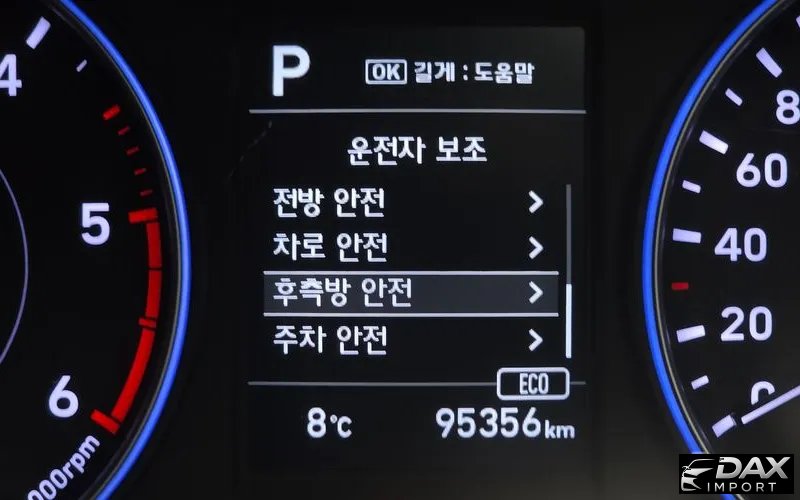 P
OK 길게 : 도움말
운전자 보조
전방 안전
차로 안전
후측방 안전
주차 안전
ECO
8°C
95356km
4
5
6
000rpm
8
60
40
20
0
DAX
IMPORT